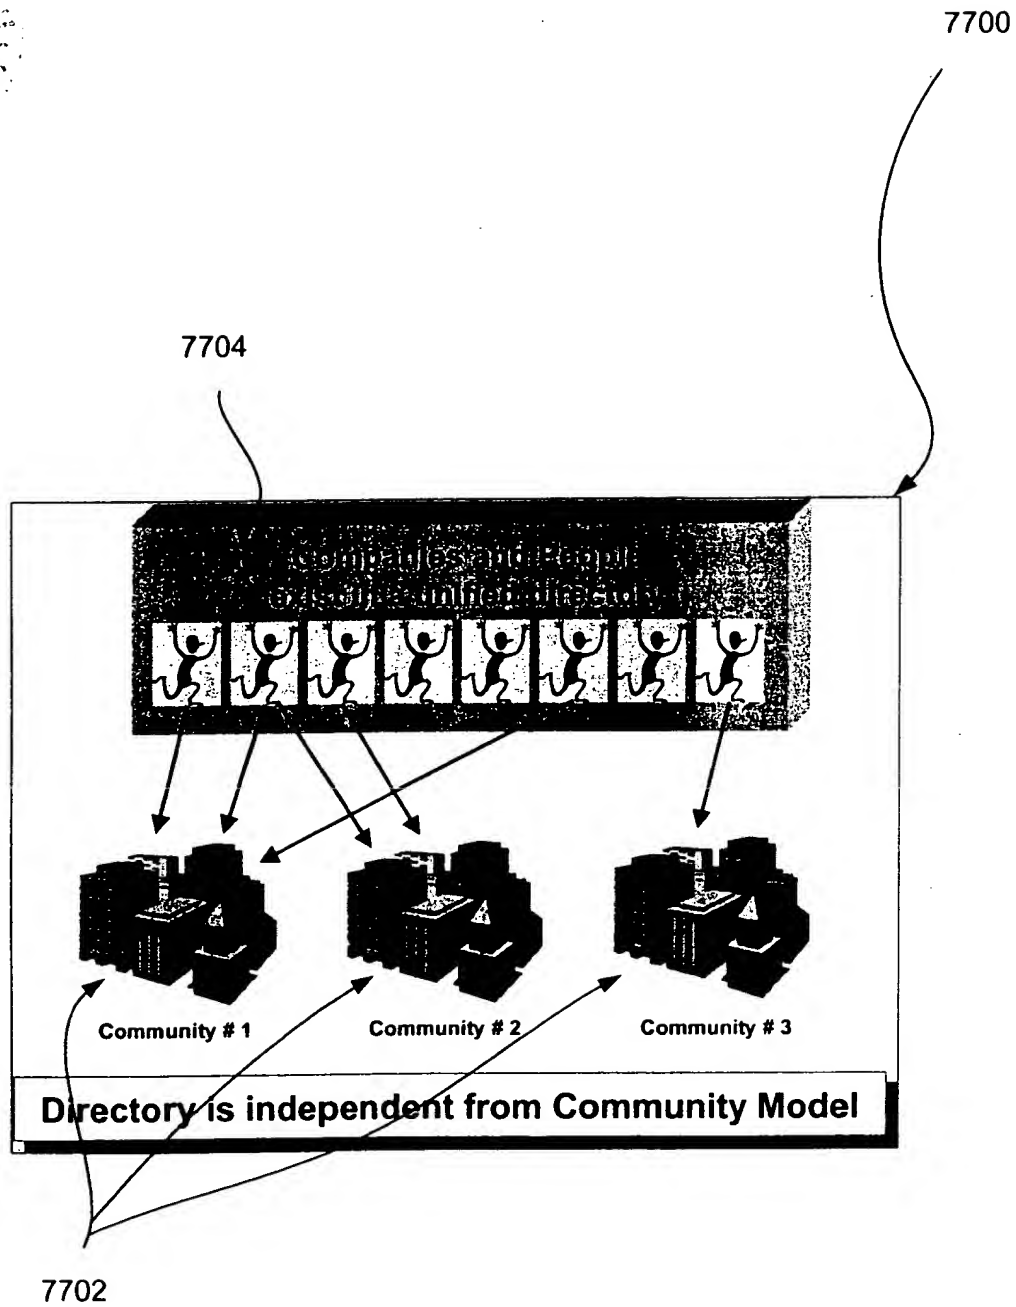 7700
7704
Companies and People
exist in a unified directory
Community # 1
Community # 2
Community # 3
Directory is independent from Community Model
7702